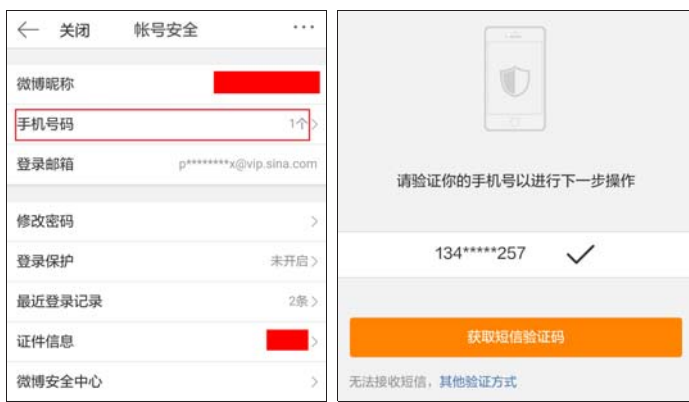 关闭 帐号安全 ...
微博昵称
手机号码 1个>
登录邮箱 p********x@vip.sina.com
修改密码 >
登录保护 未开启>
最近登录记录 2条>
证件信息 >
微博安全中心 >
请验证你的手机号以进行下一步操作
134*****257
获取短信验证码
无法接收短信，其他验证方式